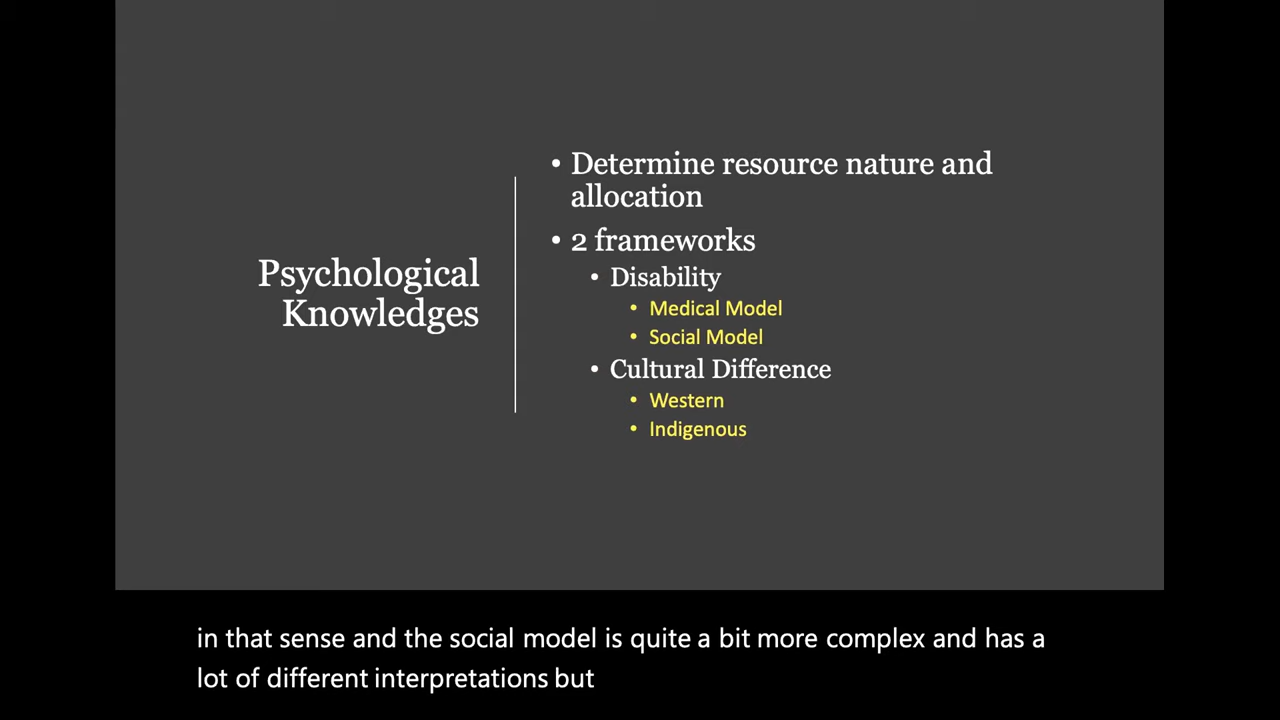 Psychological
Knowledges
• Determine resource nature and
allocation
• 2 frameworks
• Disability
• Medical Model
• Social Model
• Cultural Difference
• Western
• Indigenous
in that sense and the social model is quite a bit more complex and has a
lot of different interpretations but